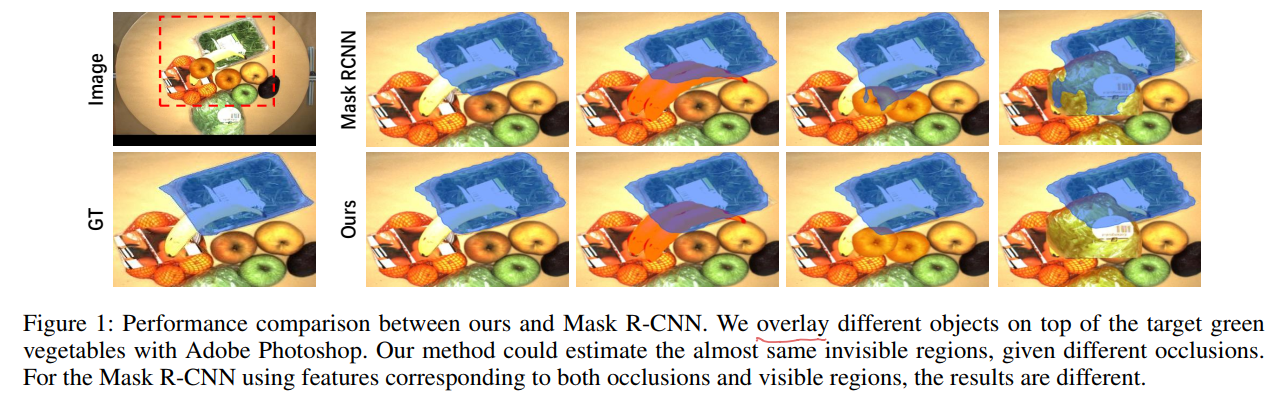 Image
Mask RCNN
GT
Ours
Figure 1: Performance comparison between ours and Mask R-CNN. We overlay different objects on top of the target green
vegetables with Adobe Photoshop. Our method could estimate the almost same invisible regions, given different occlusions.
For the Mask R-CNN using features corresponding to both occlusions and visible regions, the results are different.